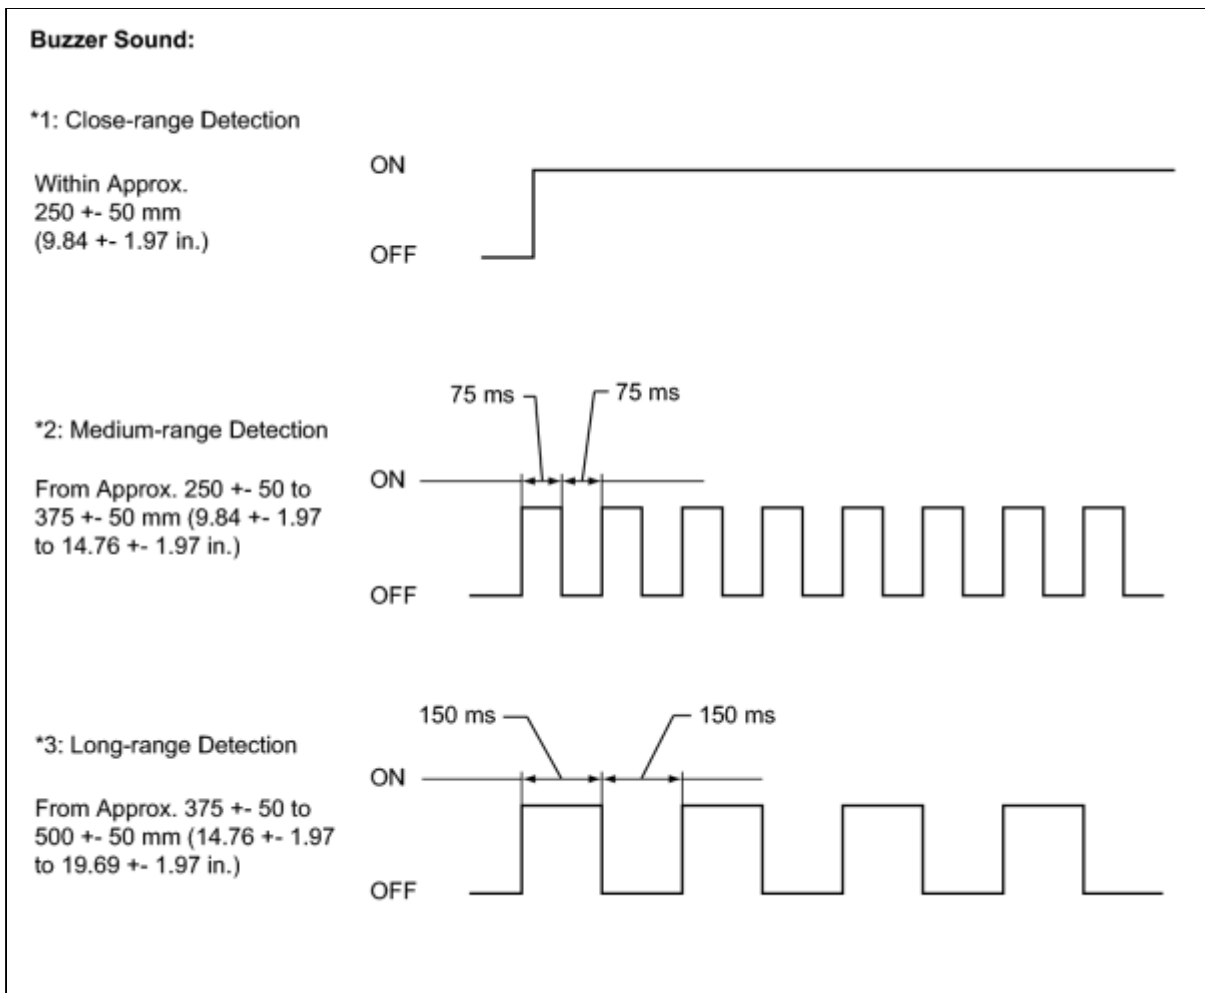 Buzzer Sound:
*1: Close-range Detection
ON
Within Approx.
250 +- 50 mm
(9.84 +- 1.97 in.)
OFF
75 ms
75 ms
*2: Medium-range Detection
ON
From Approx. 250 +- 50 to
375 +- 50 mm (9.84 +- 1.97
to 14.76 +- 1.97 in.)
OFF
150 ms
150 ms
*3: Long-range Detection
ON
From Approx. 375 +- 50 to
500 +- 50 mm (14.76 +- 1.97
to 19.69 +- 1.97 in.)
OFF